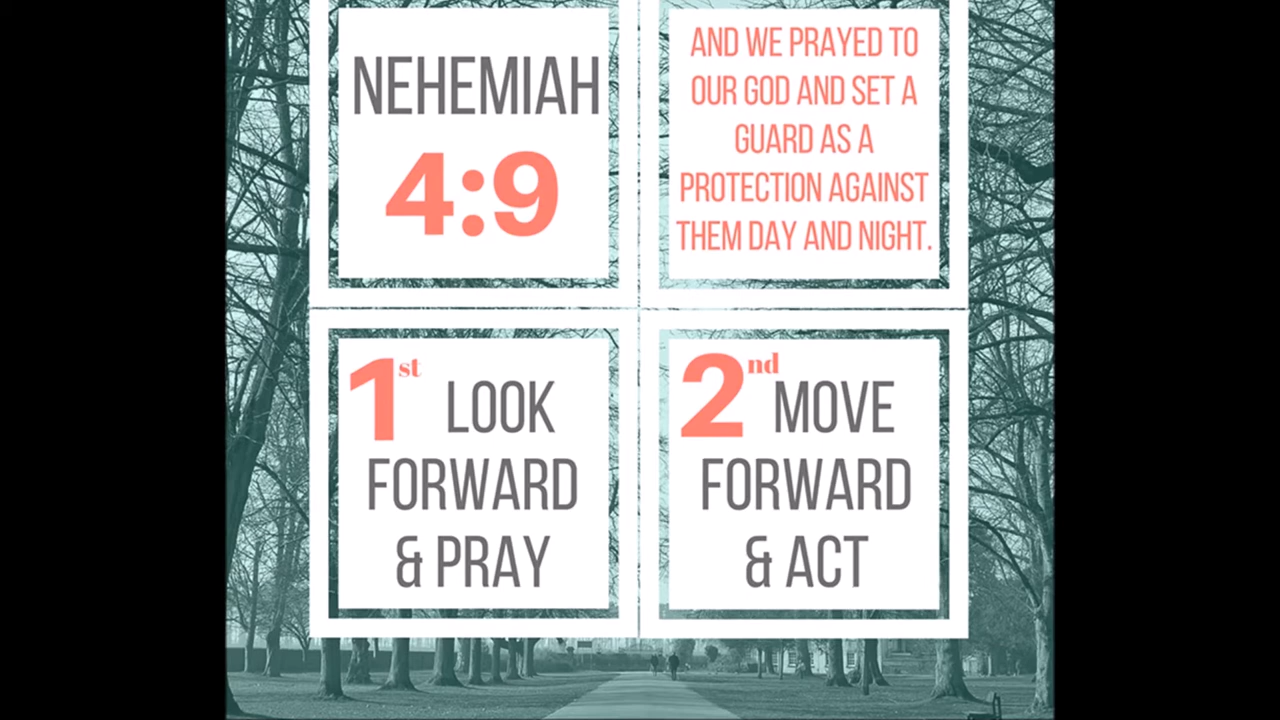 NEHEMIAH
4:9
AND WE PRAYED TO
OUR GOD AND SET A
GUARD AS A
PROTECTION AGAINST
THEM DAY AND NIGHT.
1st LOOK
FORWARD
& PRAY
2nd MOVE
FORWARD
& ACT